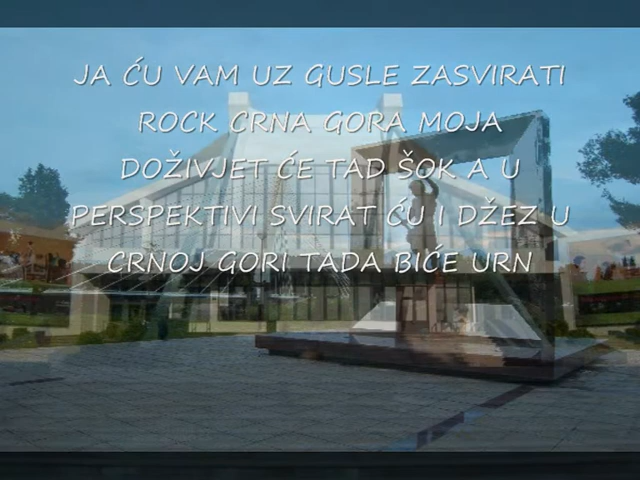 JA ĆU VAM UZ GUSLE ZASVIRATI
ROCK CRNA GORA MOJA
DOŽIVJET ĆE TAD ŠOK A U
PERSPEKTIVI SVIRAT ĆU I DŽEZ U
CRNOJ GORI TADA BIĆE URN